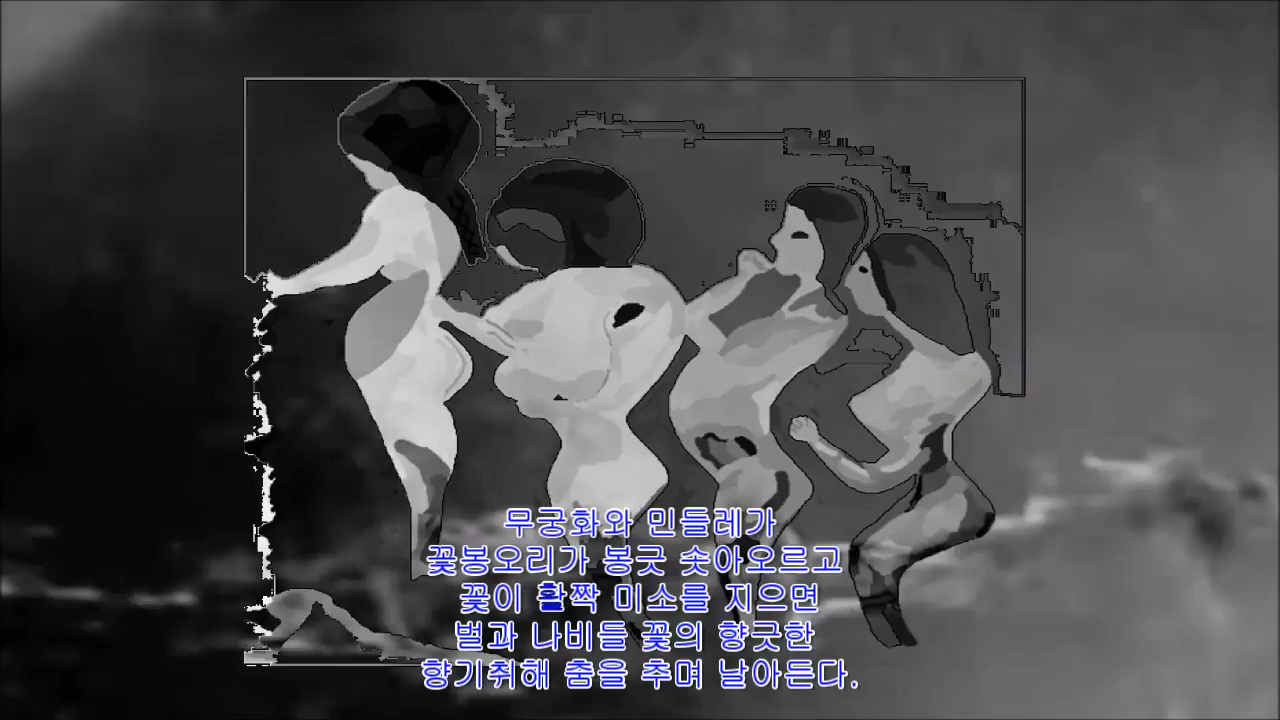 무궁화와 민들레가
꽃봉오리가 봉긋 솟아오르고
꽃이 활짝 미소를 지으면
벌과 나비들 꽃의 향긋한
향기취해 춤을 추며 날아든다.